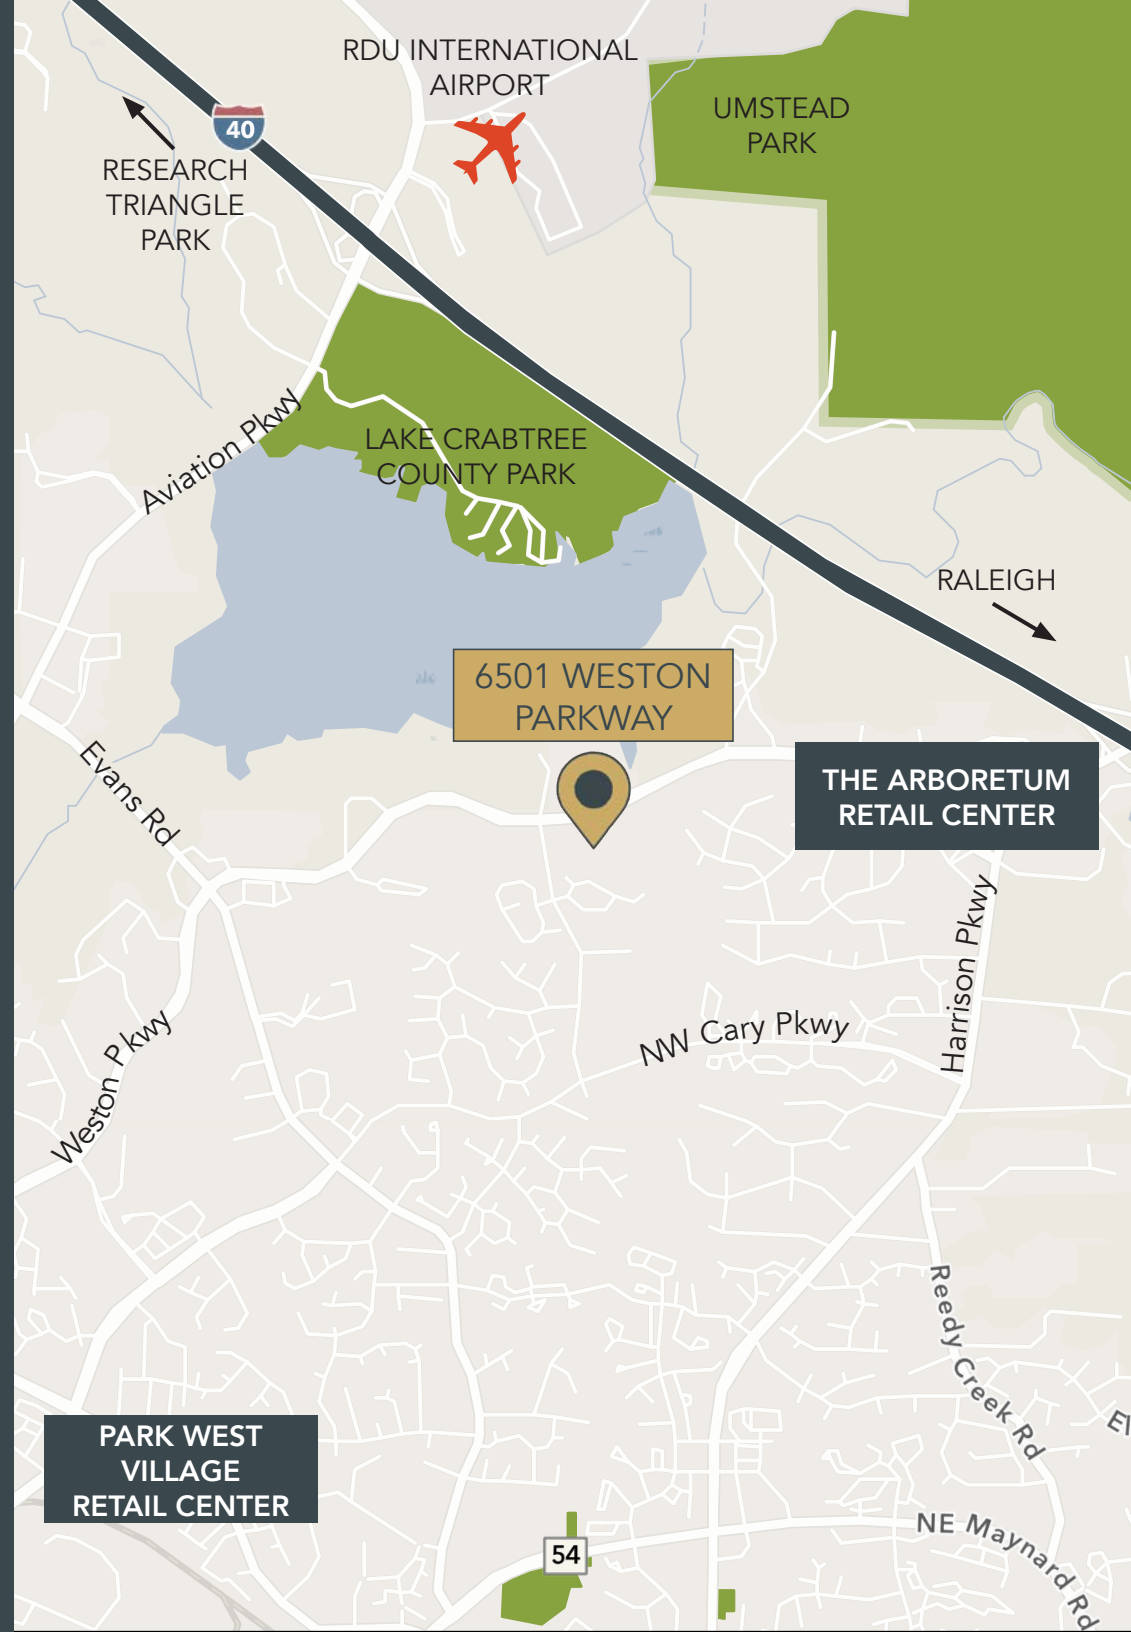 RDU INTERNATIONAL
AIRPORT
UMSTEAD
PARK
40
RESEARCH
TRIANGLE
PARK
Aviation Pkwy
LAKE CRABTREE
COUNTY PARK
RALEIGH
6501 WESTON
PARKWAY
Evans Rd
THE ARBORETUM
RETAIL CENTER
Harrison Pkwy
NW Cary Pkwy
Weston Pkwy
Reedy Creek Rd
PARK WEST
VILLAGE
RETAIL CENTER
NE Maynard Rd
54